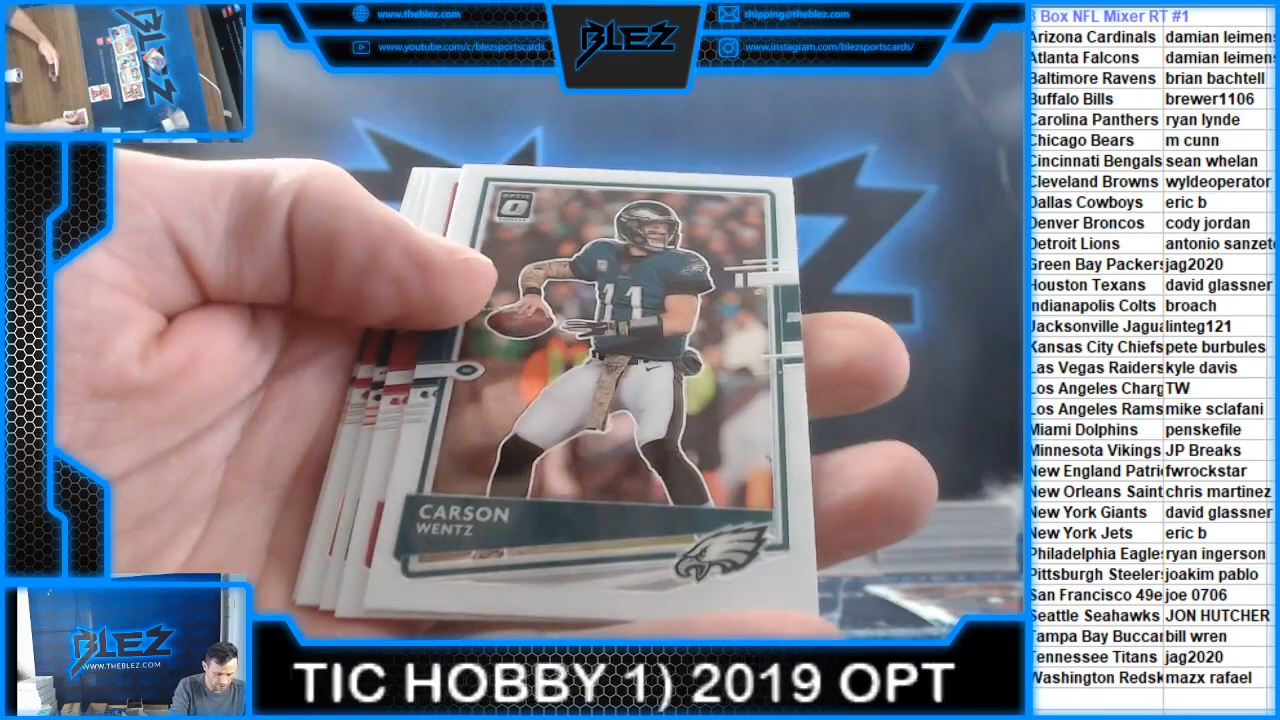 www.theblez.com
shipping@theblez.com
www.youtube.com/c/blezsportscards
www.instagram.com/blezsportscards/
BLEZ
Box NFL Mixer RT #1
Arizona Cardinals damian leimens
Atlanta Falcons damian leimens
Baltimore Ravens brian bachtell
Buffalo Bills brewer1106
Carolina Panthers ryan lynde
Chicago Bears m cunn
Cincinnati Bengals sean whelan
Cleveland Browns wyldeoperator
Dallas Cowboys eric b
Denver Broncos cody jordan
Detroit Lions antonio sanzet
Green Bay Packers jag2020
Houston Texans david glassner
Indianapolis Colts broach
Jacksonville Jagua linteg121
Kansas City Chiefs pete burbules
Las Vegas Raiders kyle davis
Los Angeles Charg TW
Los Angeles Rams mike sclafani
Miami Dolphins penskefile
Minnesota Vikings JP Breaks
New England Patri fwrockstar
New Orleans Saint chris martinez
New York Giants david glassner
New York Jets eric b
Philadelphia Eagle ryan ingerson
Pittsburgh Steeler joakim pablo
San Francisco 49e joe 0706
Seattle Seahawks JON HUTCHER
Tampa Bay Buccar bill wren
Tennessee Titans jag2020
Washington Redsk mazx rafael
BLEZ
OPTIC
11
CARSON
WENTZ
BLEZ
WWW.THEBLEZ.COM
TIC HOBBY 1) 2019 OPT